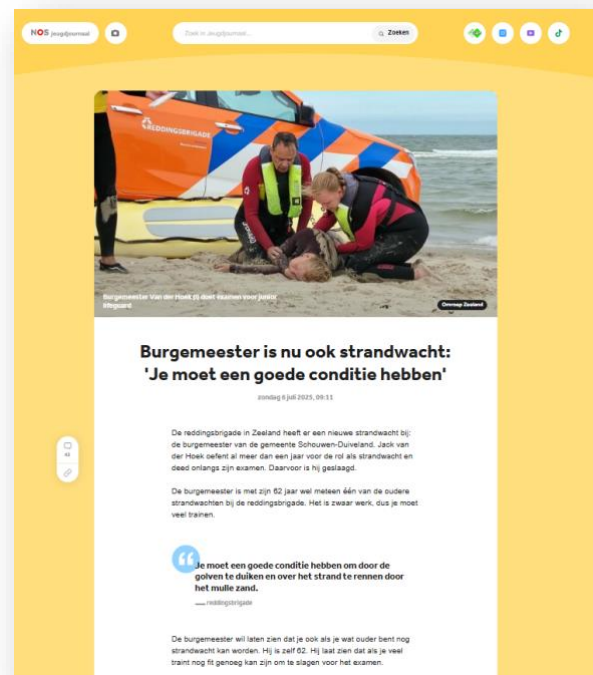 NOS jeugdjournaal
Zoek in Jeugdjournaal...
Zoeken
REDDINGSBRIGADE
Burgemeester Van der Hoek zij doet examen voor junior
lifeguard
Omroep Zeeland
Burgemeester is nu ook strandwacht:
'Je moet een goede conditie hebben'
zondag 6 juli 2025, 09:11
De reddingsbrigade in Zeeland heeft er een nieuwe strandwacht bij:
de burgemeester van de gemeente Schouwen-Duiveland. Jack van
der Hoek oefent al meer dan een jaar voor de rol als strandwacht en
deed onlangs zijn examen. Daarvoor is hij geslaagd.
De burgemeester is met zijn 62 jaar wel meteen één van de oudere
strandwachten bij de reddingsbrigade. Het is zwaar werk, dus je moet
veel trainen.
Je moet een goede conditie hebben om door de
golven te duiken en over het strand te rennen door
het mulle zand.
reddingsbrigade
De burgemeester wil laten zien dat je ook als je wat ouder bent nog
strandwacht kan worden. Hij is zelf 62. Hij laat zien dat als je veel
traint nog fit genoeg kan zijn om te slagen voor het examen.